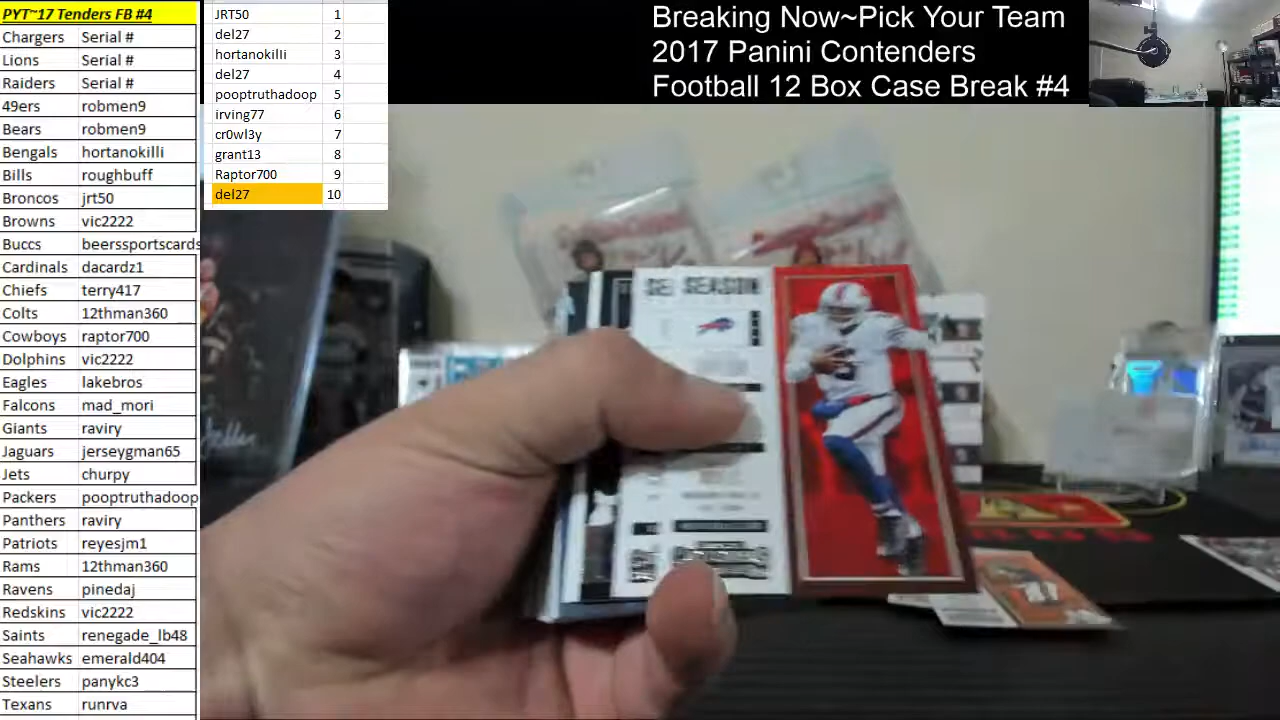 PYT~17 Tenders FB #4
Chargers Serial #
Lions Serial #
Raiders Serial #
49ers robmen9
Bears robmen9
Bengals hortanokilli
Bills roughbuff
Broncos jrt50
Browns vic2222
Buccs beerssportscards
Cardinals dacardz1
Chiefs terry417
Colts 12thman360
Cowboys raptor700
Dolphins vic2222
Eagles lakebros
Falcons mad_mori
Giants raviry
Jaguars jerseygman65
Jets churpy
Packers pooptruthadoop
Panthers raviry
Patriots reyesjm1
Rams 12thman360
Ravens pinedaj
Redskins vic2222
Saints renegade_lb48
Seahawks emerald404
Steelers panykc3
Texans runrva
JRT50 1
del27 2
hortanokilli 3
del27 4
pooptruthadoop 5
irving77 6
cr0wl3y 7
grant13 8
Raptor700 9
del27 10
Breaking Now~Pick Your Team
2017 Panini Contenders
Football 12 Box Case Break #4
SE SEASON